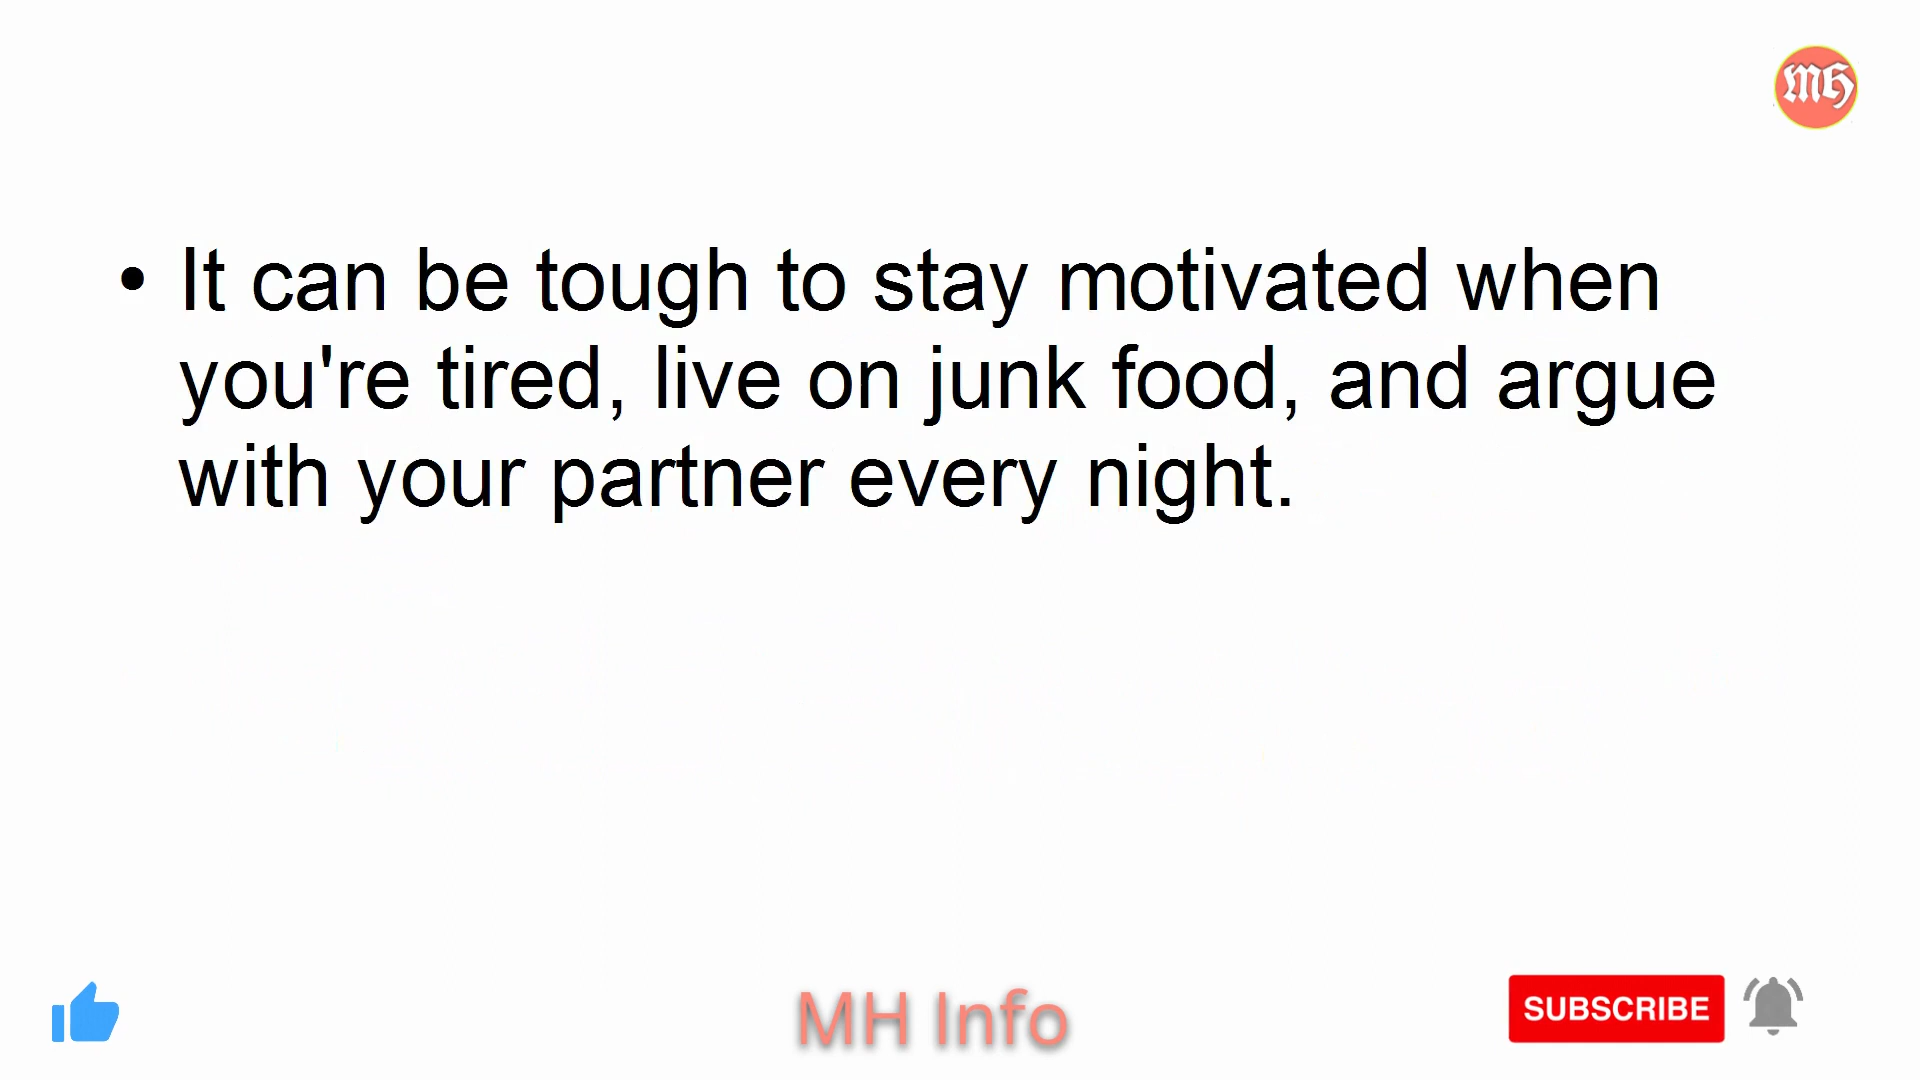 MH
• It can be tough to stay motivated when
you're tired, live on junk food, and argue
with your partner every night.
MH Info
SUBSCRIBE